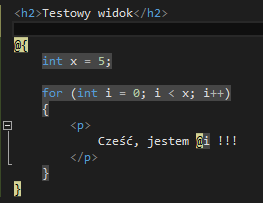 <h2>Testowy widok</h2>
@{
int x = 5;
for (int i = 0; i < x; i++)
{
<p>
Cześć, jestem @i !!!
</p>
}
}